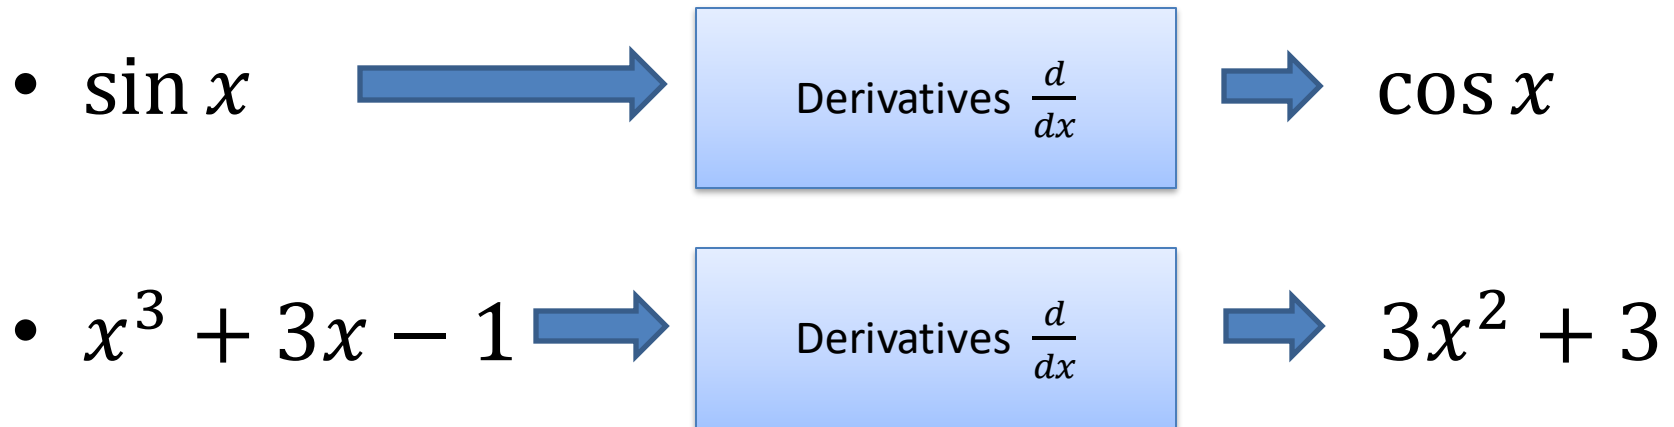 • sin x Derivatives d/dx cos x
• x³ + 3x − 1 Derivatives d/dx 3x² + 3